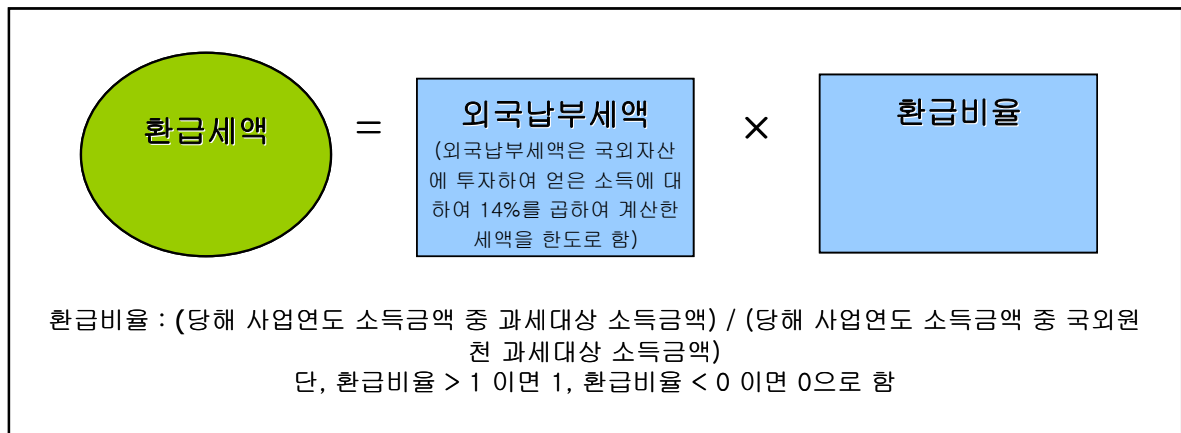 환급세액
=
외국납부세액
(외국납부세액은 국외자산
에 투자하여 얻은 소득에 대
하여 14%를 곱하여 계산한
세액을 한도로 함)
×
환급비율
환급비율 : (당해 사업연도 소득금액 중 과세대상 소득금액) / (당해 사업연도 소득금액 중 국외원
천 과세대상 소득금액)
단, 환급비율 > 1 이면 1, 환급비율 < 0 이면 0으로 함